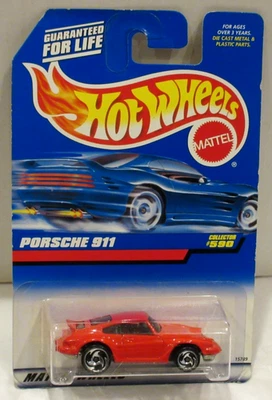 GUARANTEED
FOR LIFE
FOR AGES
OVER 3 YEARS.
DIE CAST METAL &
PLASTIC PARTS.
HOT WHEELS
MATTEL
®
PORSCHE 911
COLLECTOR
#590